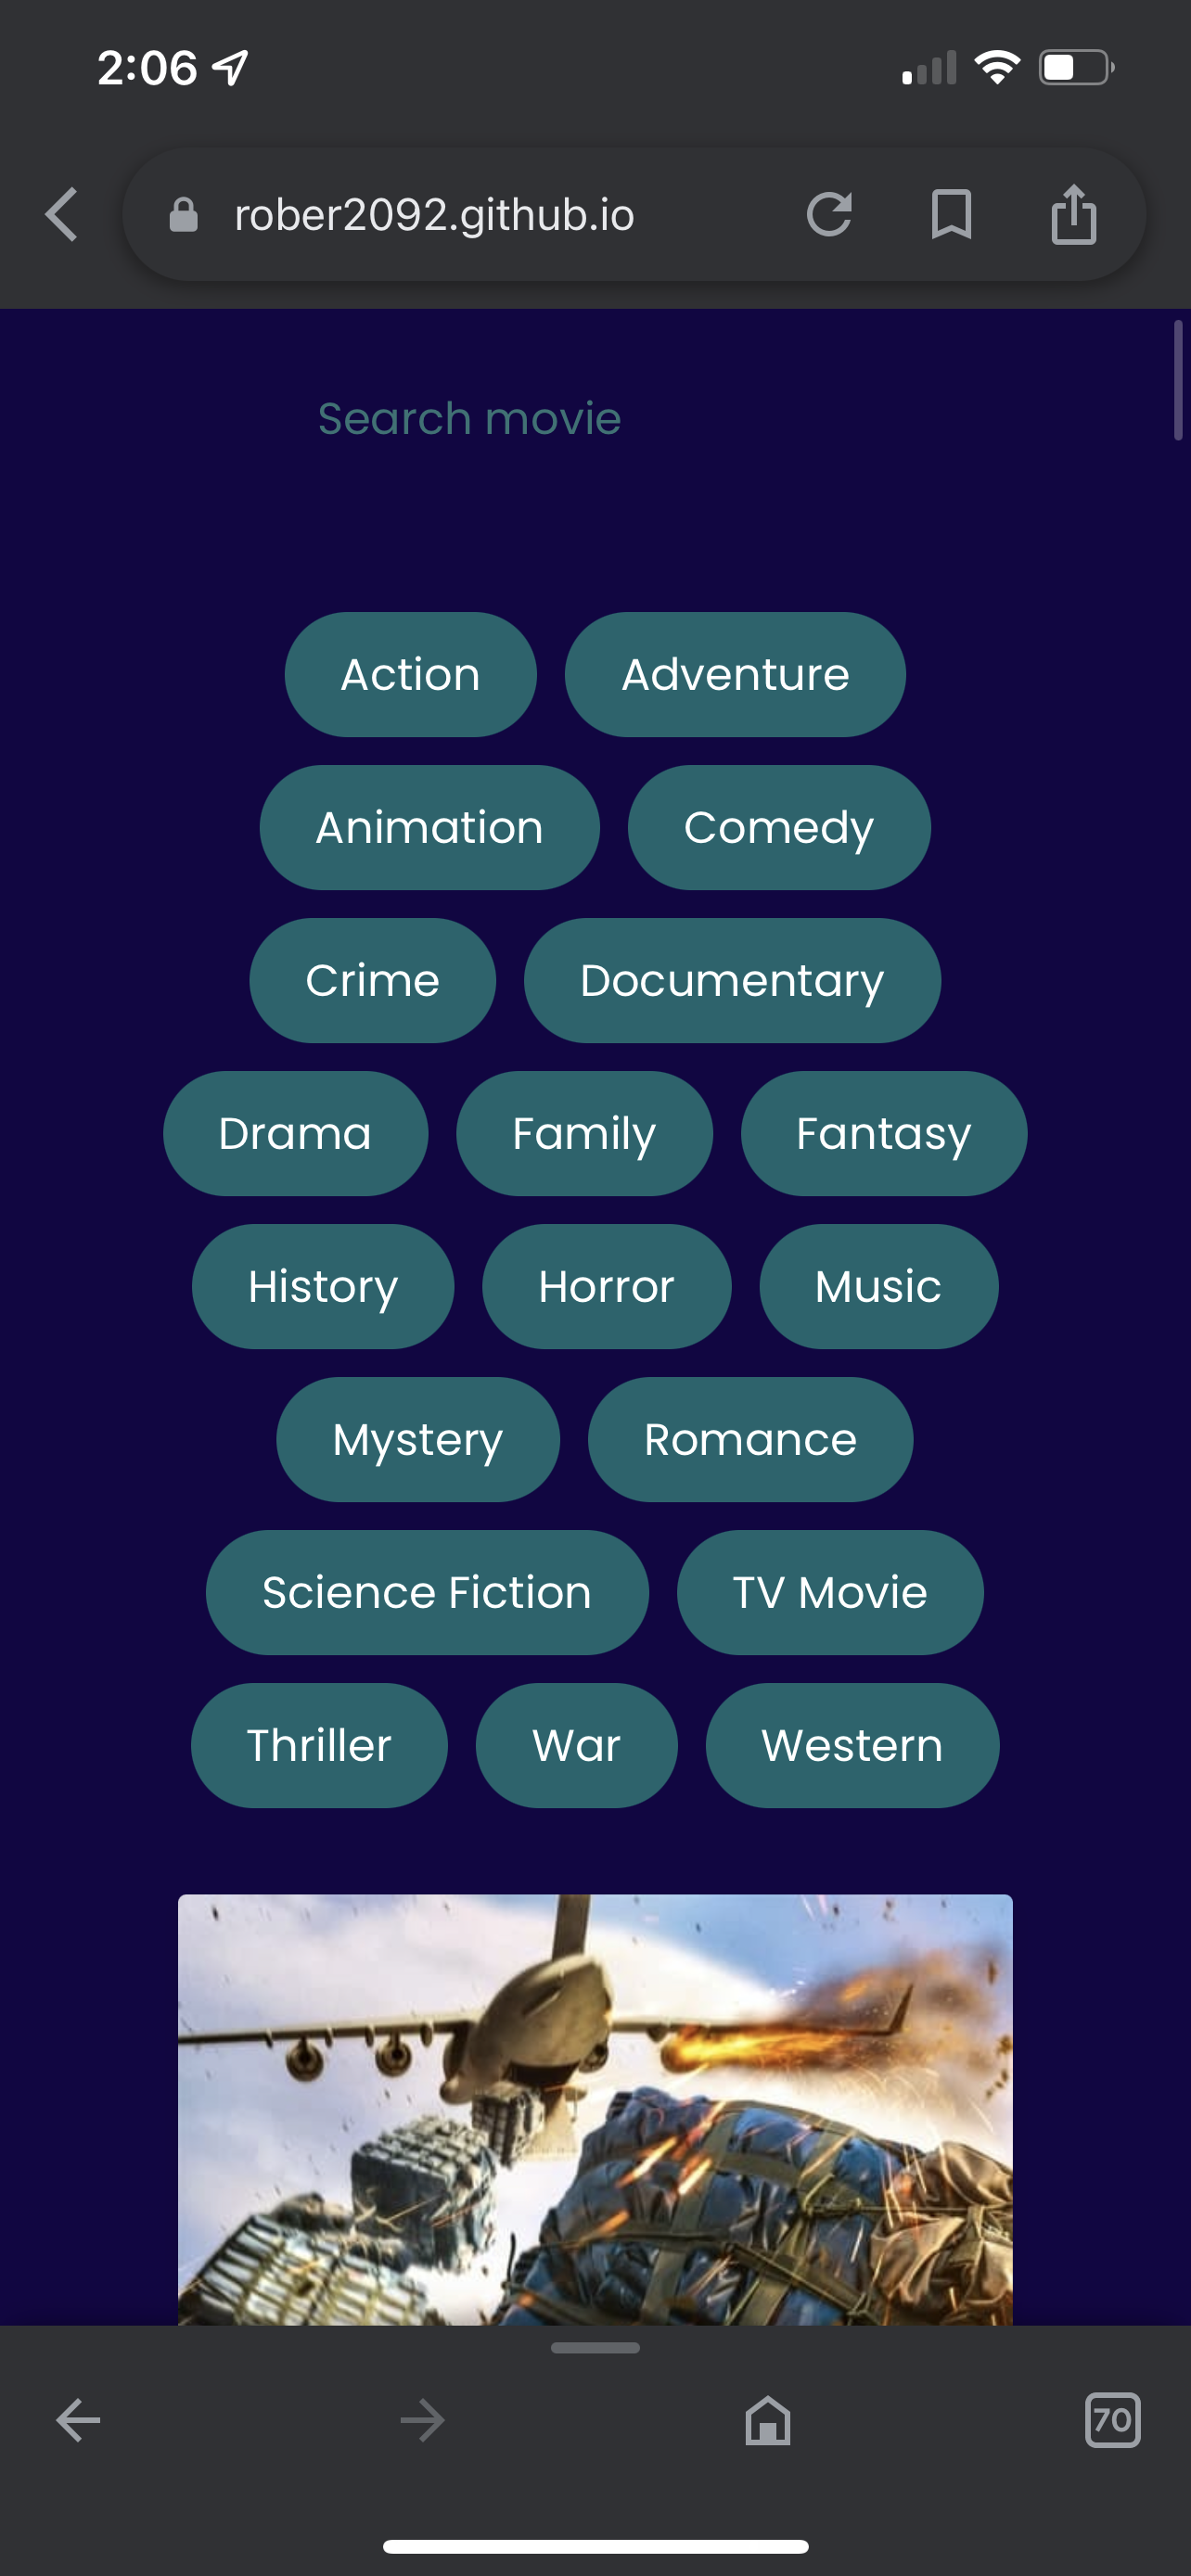 2:06
rober2092.github.io
Search movie
Action Adventure
Animation Comedy
Crime Documentary
Drama Family Fantasy
History Horror Music
Mystery Romance
Science Fiction TV Movie
Thriller War Western
70